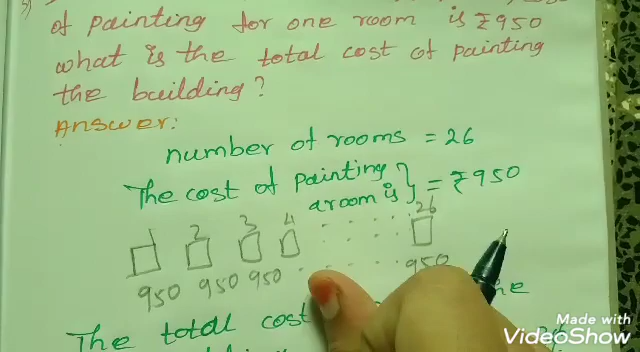 of painting for one room is ₹950
what is the total cost of painting
the building?
Answer:
number of rooms = 26
The cost of painting
a room is } = ₹950
1 2 3 4 26
950 950 950 950
The total cost
Made with
VideoShow